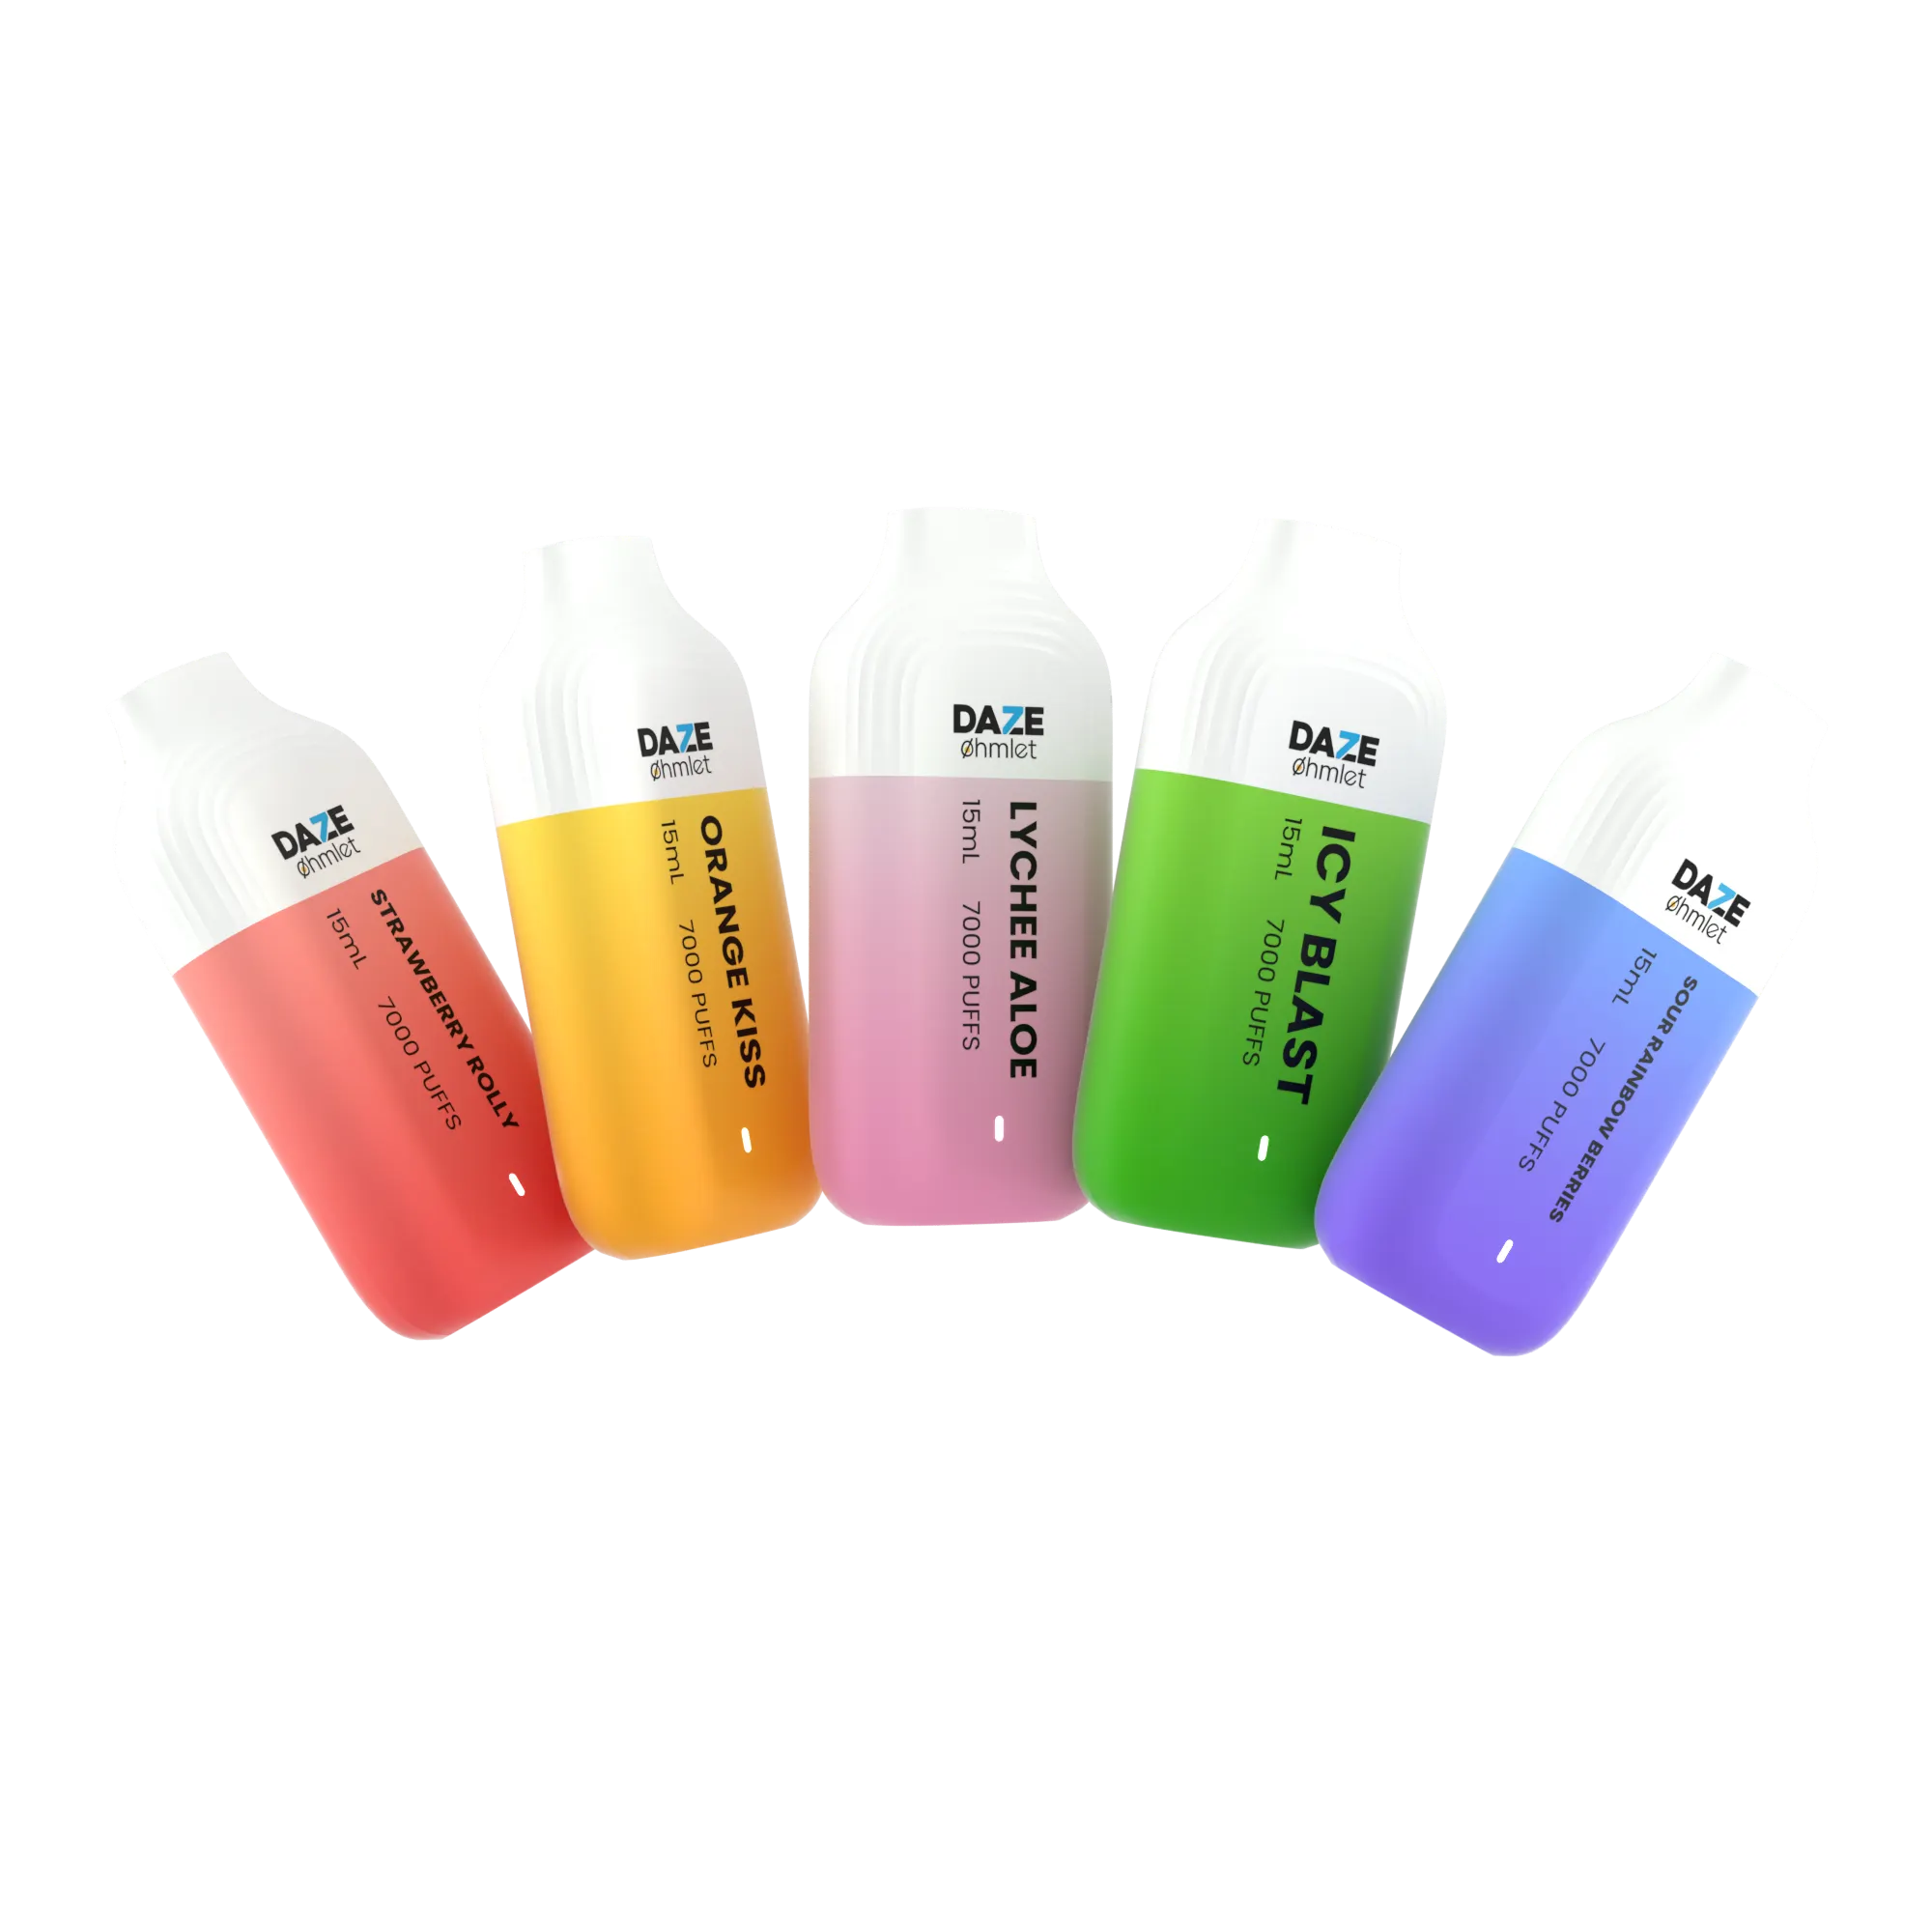 DAZE
øhmlet
STRAWBERRY ROLLY
15mL 7000 PUFFS
DAZE
øhmlet
ORANGE KISS
15mL 7000 PUFFS
DAZE
øhmlet
LYCHEE ALOE
15mL 7000 PUFFS
DAZE
øhmlet
ICY BLAST
15mL 7000 PUFFS
DAZE
øhmlet
SOUR RAINBOW BERRIES
15mL 7000 PUFFS